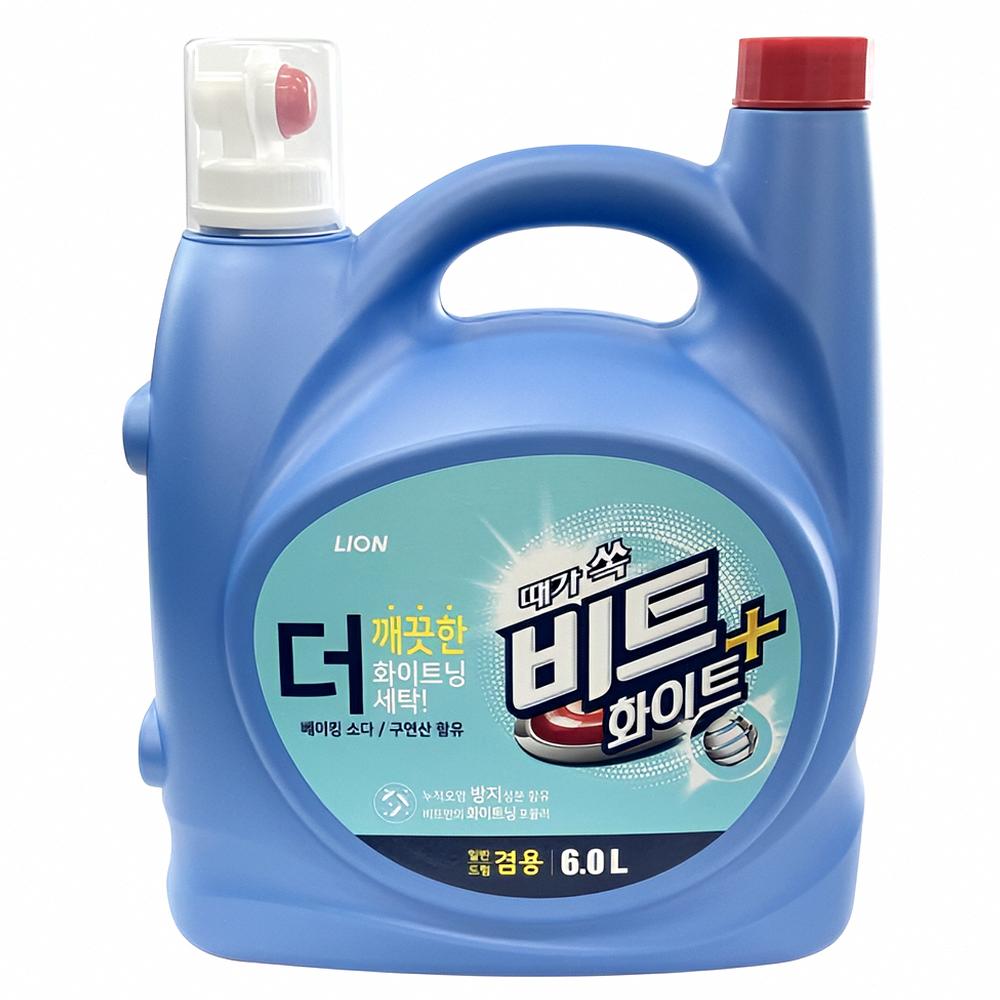 LION
더
깨끗한
화이트닝
세탁!
베이킹 소다 / 구연산 함유
때가 쏙
비트
화이트+
누적오염 방지성분 함유
비트만의 화이트닝 포뮬러
일반
드럼 겸용 6.0 L